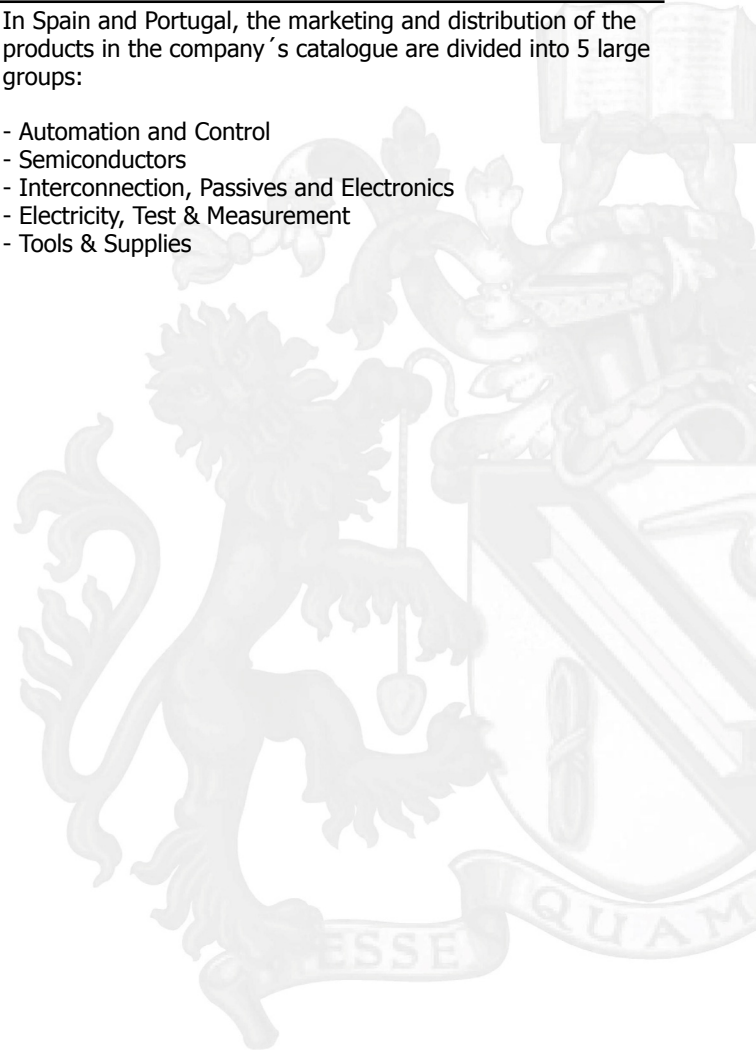 In Spain and Portugal, the marketing and distribution of the
products in the company´s catalogue are divided into 5 large
groups:
- Automation and Control
- Semiconductors
- Interconnection, Passives and Electronics
- Electricity, Test & Measurement
- Tools & Supplies
ESSE QUAM